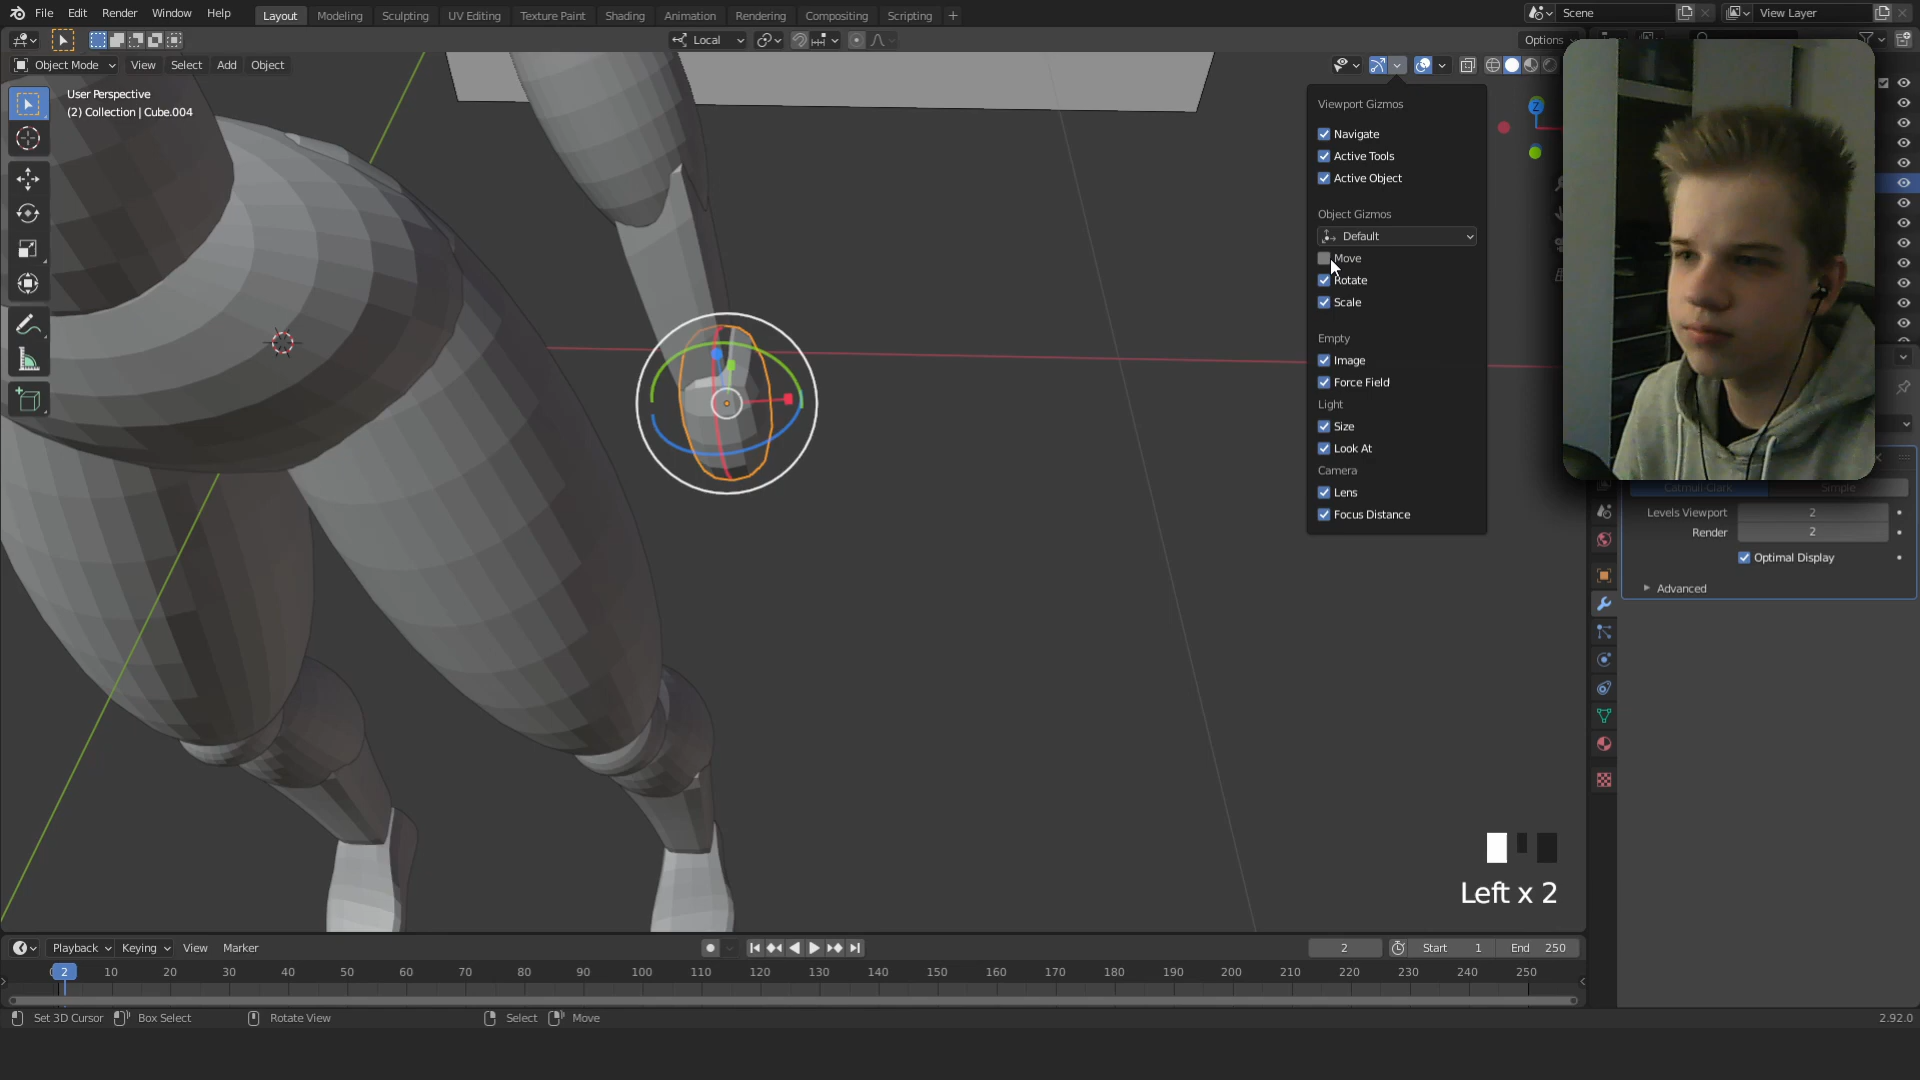 File Edit Render Window Help Layout Modeling Sculpting UV Editing Texture Paint Shading Animation Rendering Compositing Scripting Scene View Layer
Local Options
Object Mode View Select Add Object
User Perspective
(2) Collection | Cube.004
Viewport Gizmos
Navigate
Active Tools
Active Object
Object Gizmos
Default
Move
Rotate
Scale
Empty
Image
Force Field
Light
Size
Look At
Camera
Lens
Focus Distance
Z
Catmull-Clark Simple
Levels Viewport 2
Render 2
Optimal Display
Advanced
Left x 2
Playback Keying View Marker 2 Start 1 End 250
2 10 20 30 40 50 60 70 80 90 100 110 120 130 140 150 160 170 180 190 200 210 220 230 240 250
Set 3D Cursor Box Select Rotate View Select Move 2.92.0